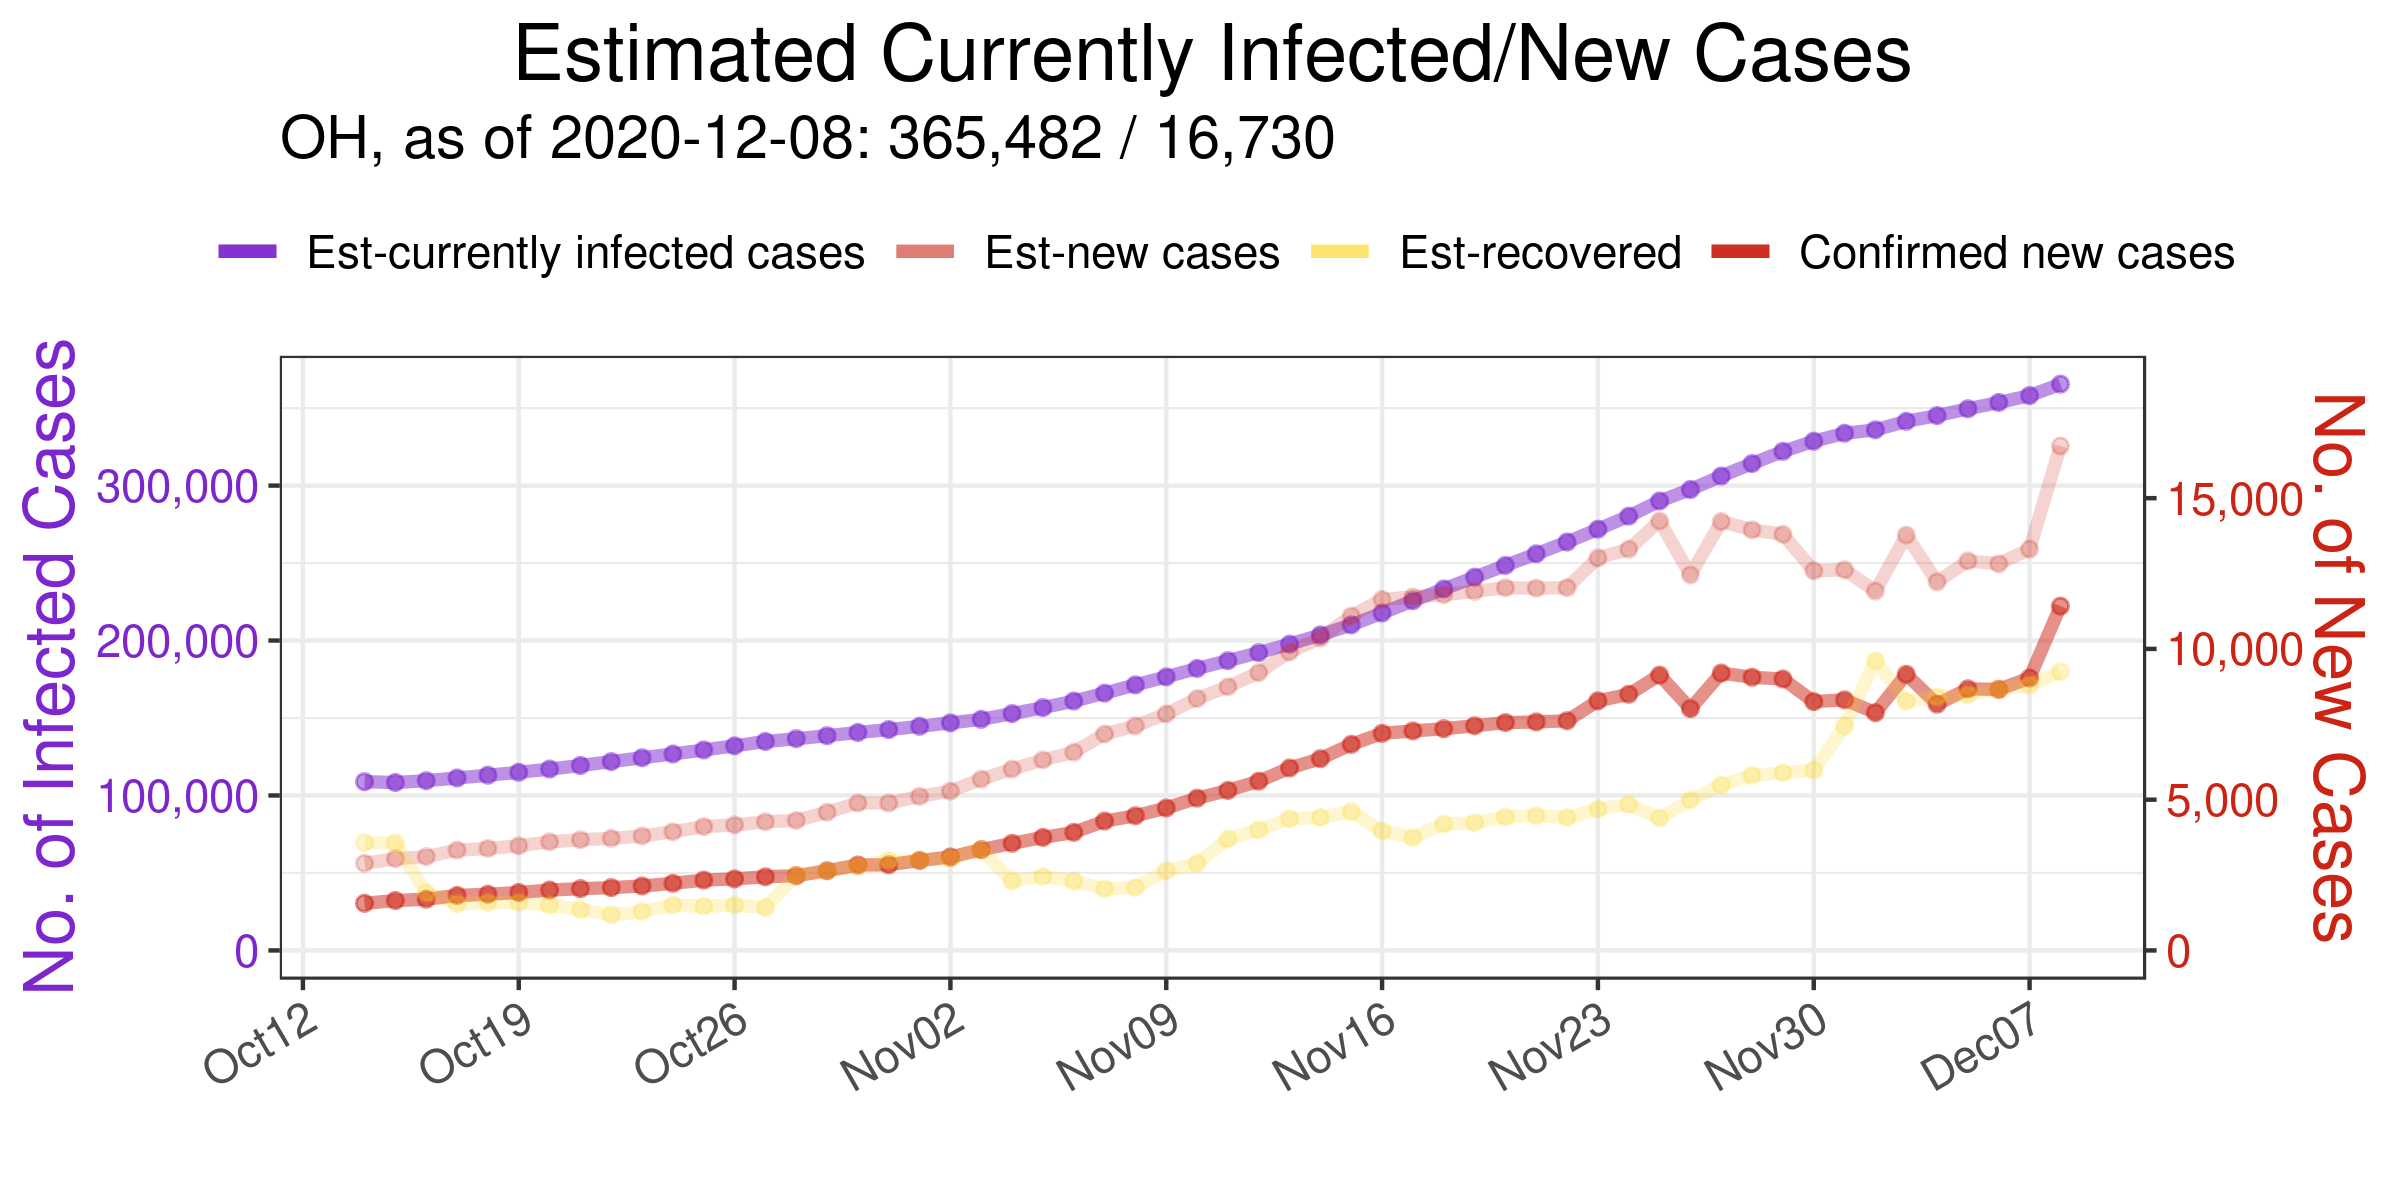 Estimated Currently Infected/New Cases
OH, as of 2020-12-08: 365,482 / 16,730
Est-currently infected cases Est-new cases Est-recovered Confirmed new cases
No. of Infected Cases
300,000
200,000
100,000
0
15,000
10,000
5,000
0
No. of New Cases
Oct12 Oct19 Oct26 Nov02 Nov09 Nov16 Nov23 Nov30 Dec07